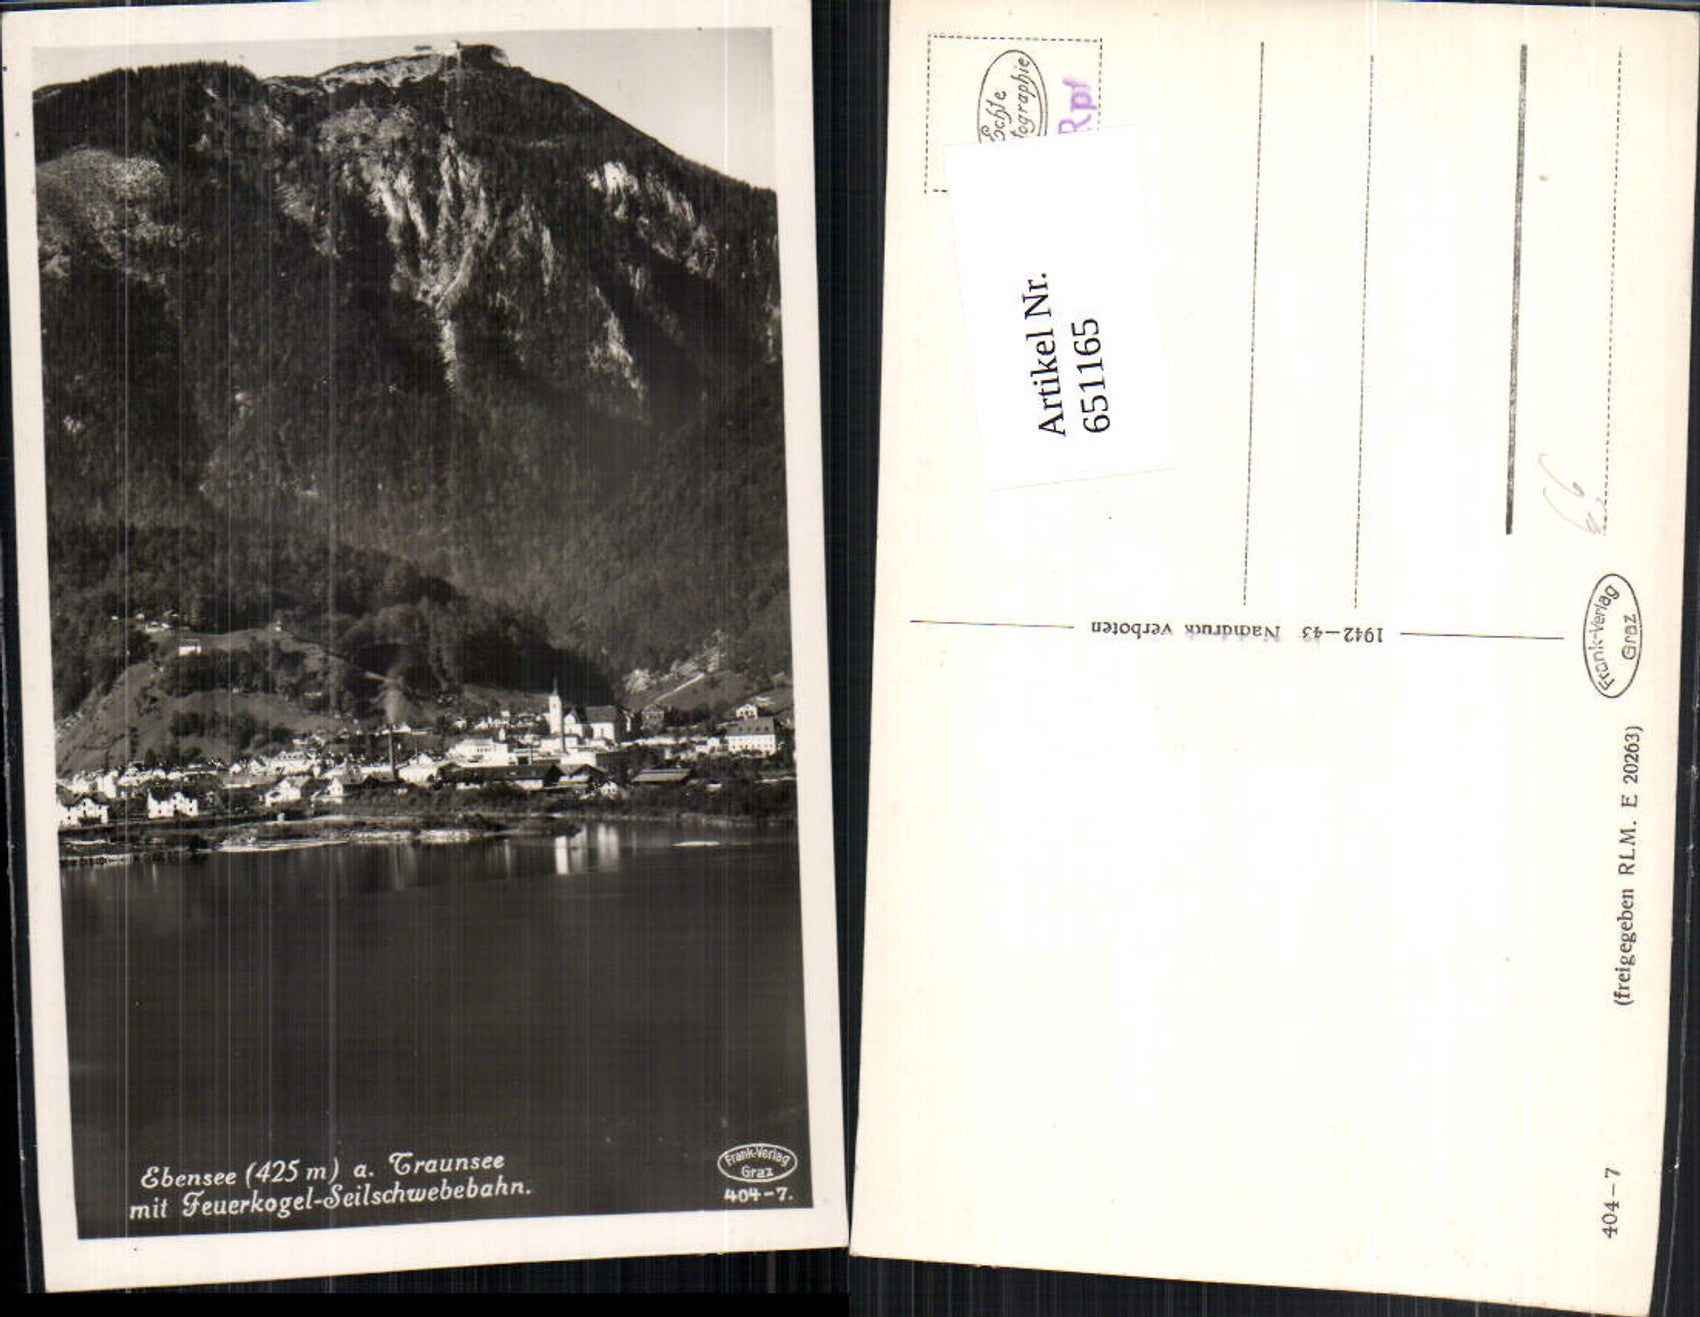 Ebensee (425 m) a. Traunsee
mit Feuerkogel-Seilschwebebahn.
Frank-Verlag
Graz
404-7.
Echte
tographie
Rpf
Artikel Nr.
651165
1942-43 Nachdruck verboten
Frank-Verlag
Graz
(freigegeben RLM. E 20263)
404-7